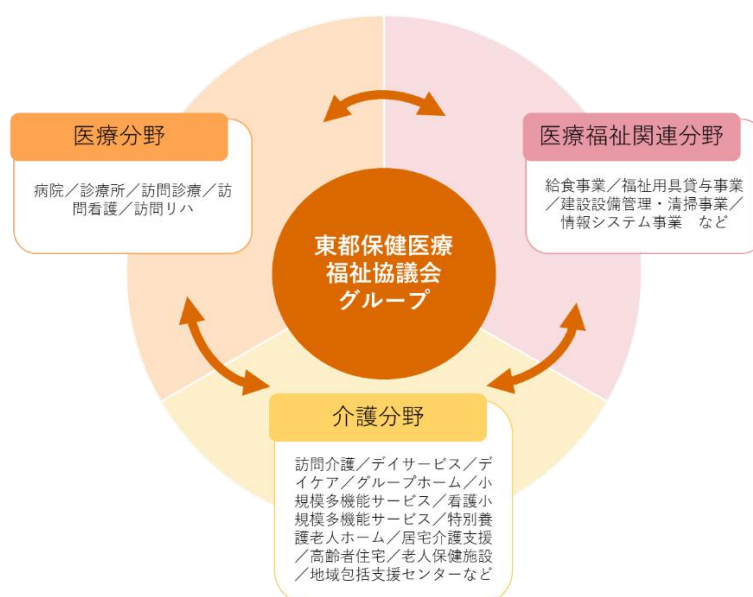 医療分野
病院／診療所／訪問診療／訪
問看護／訪問リハ
医療福祉関連分野
給食事業／福祉用具貸与事業
／建設設備管理・清掃事業／
情報システム事業　など
東都保健医療
福祉協議会
グループ
介護分野
訪問介護／デイサービス／デ
イケア／グループホーム／小
規模多機能サービス／看護小
規模多機能サービス／特別養
護老人ホーム／居宅介護支援
／高齢者住宅／老人保健施設
／地域包括支援センターなど